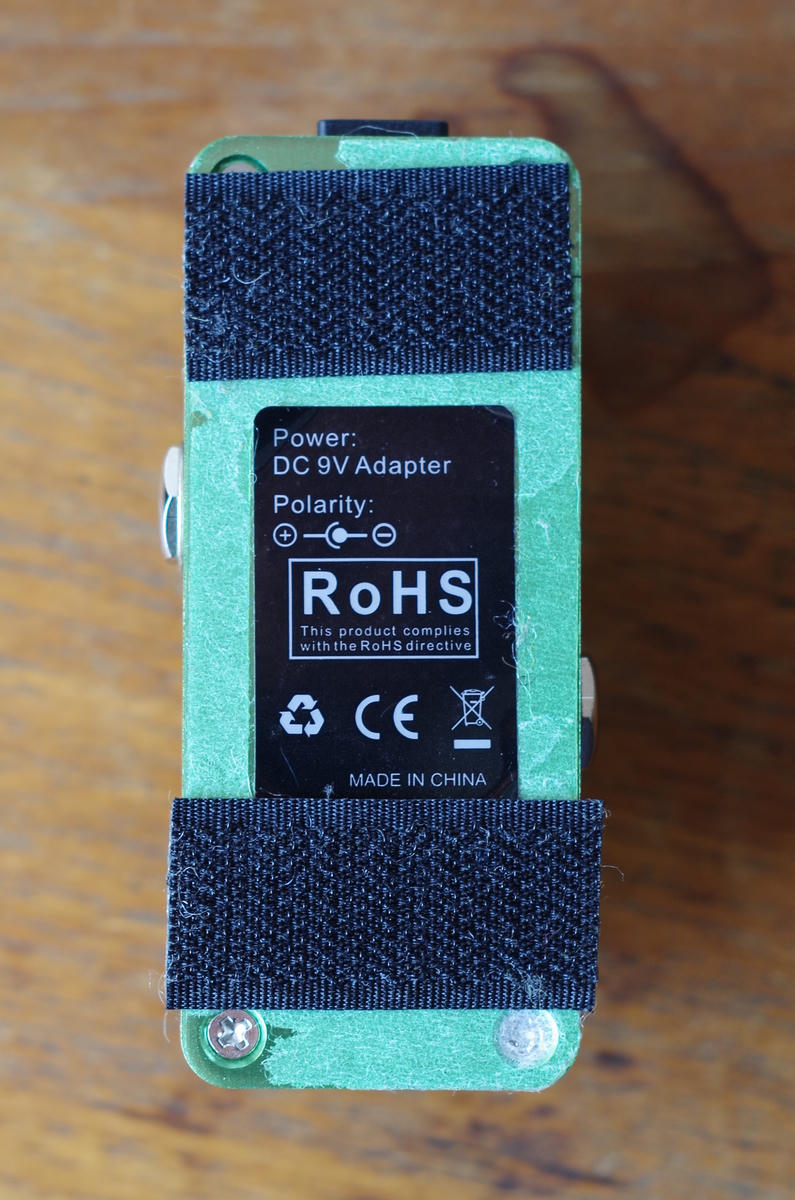 Power:
DC 9V Adapter
Polarity:
+ −
RoHS
This product complies
with the RoHS directive
CE
MADE IN CHINA